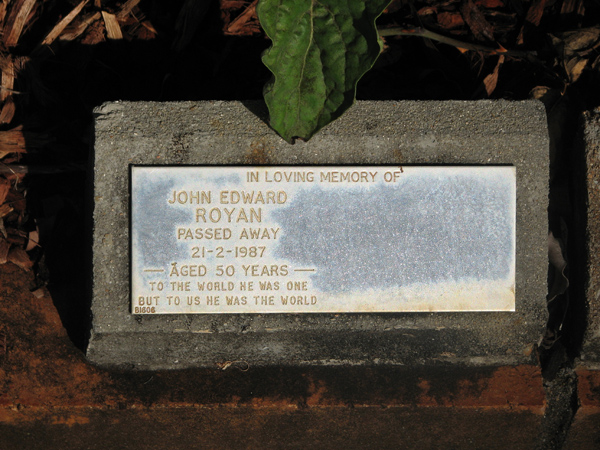 IN LOVING MEMORY OF
JOHN EDWARD
ROYAN
PASSED AWAY
21-2-1987
— AGED 50 YEARS —
TO THE WORLD HE WAS ONE
BUT TO US HE WAS THE WORLD
B1606